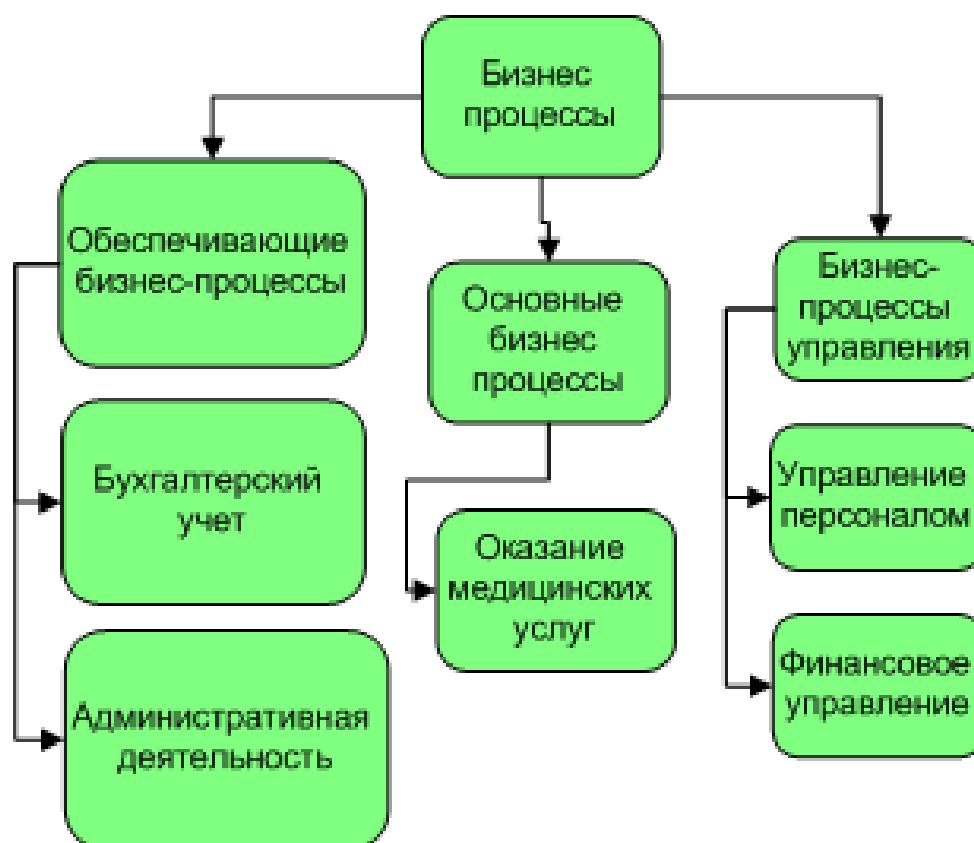 Бизнес
процессы
Обеспечивающие
бизнес-процессы
Бухгалтерский
учет
Административная
деятельность
Основные
бизнес
процессы
Оказание
медицинских
услуг
Бизнес-
процессы
управления
Управление
персоналом
Финансовое
управление